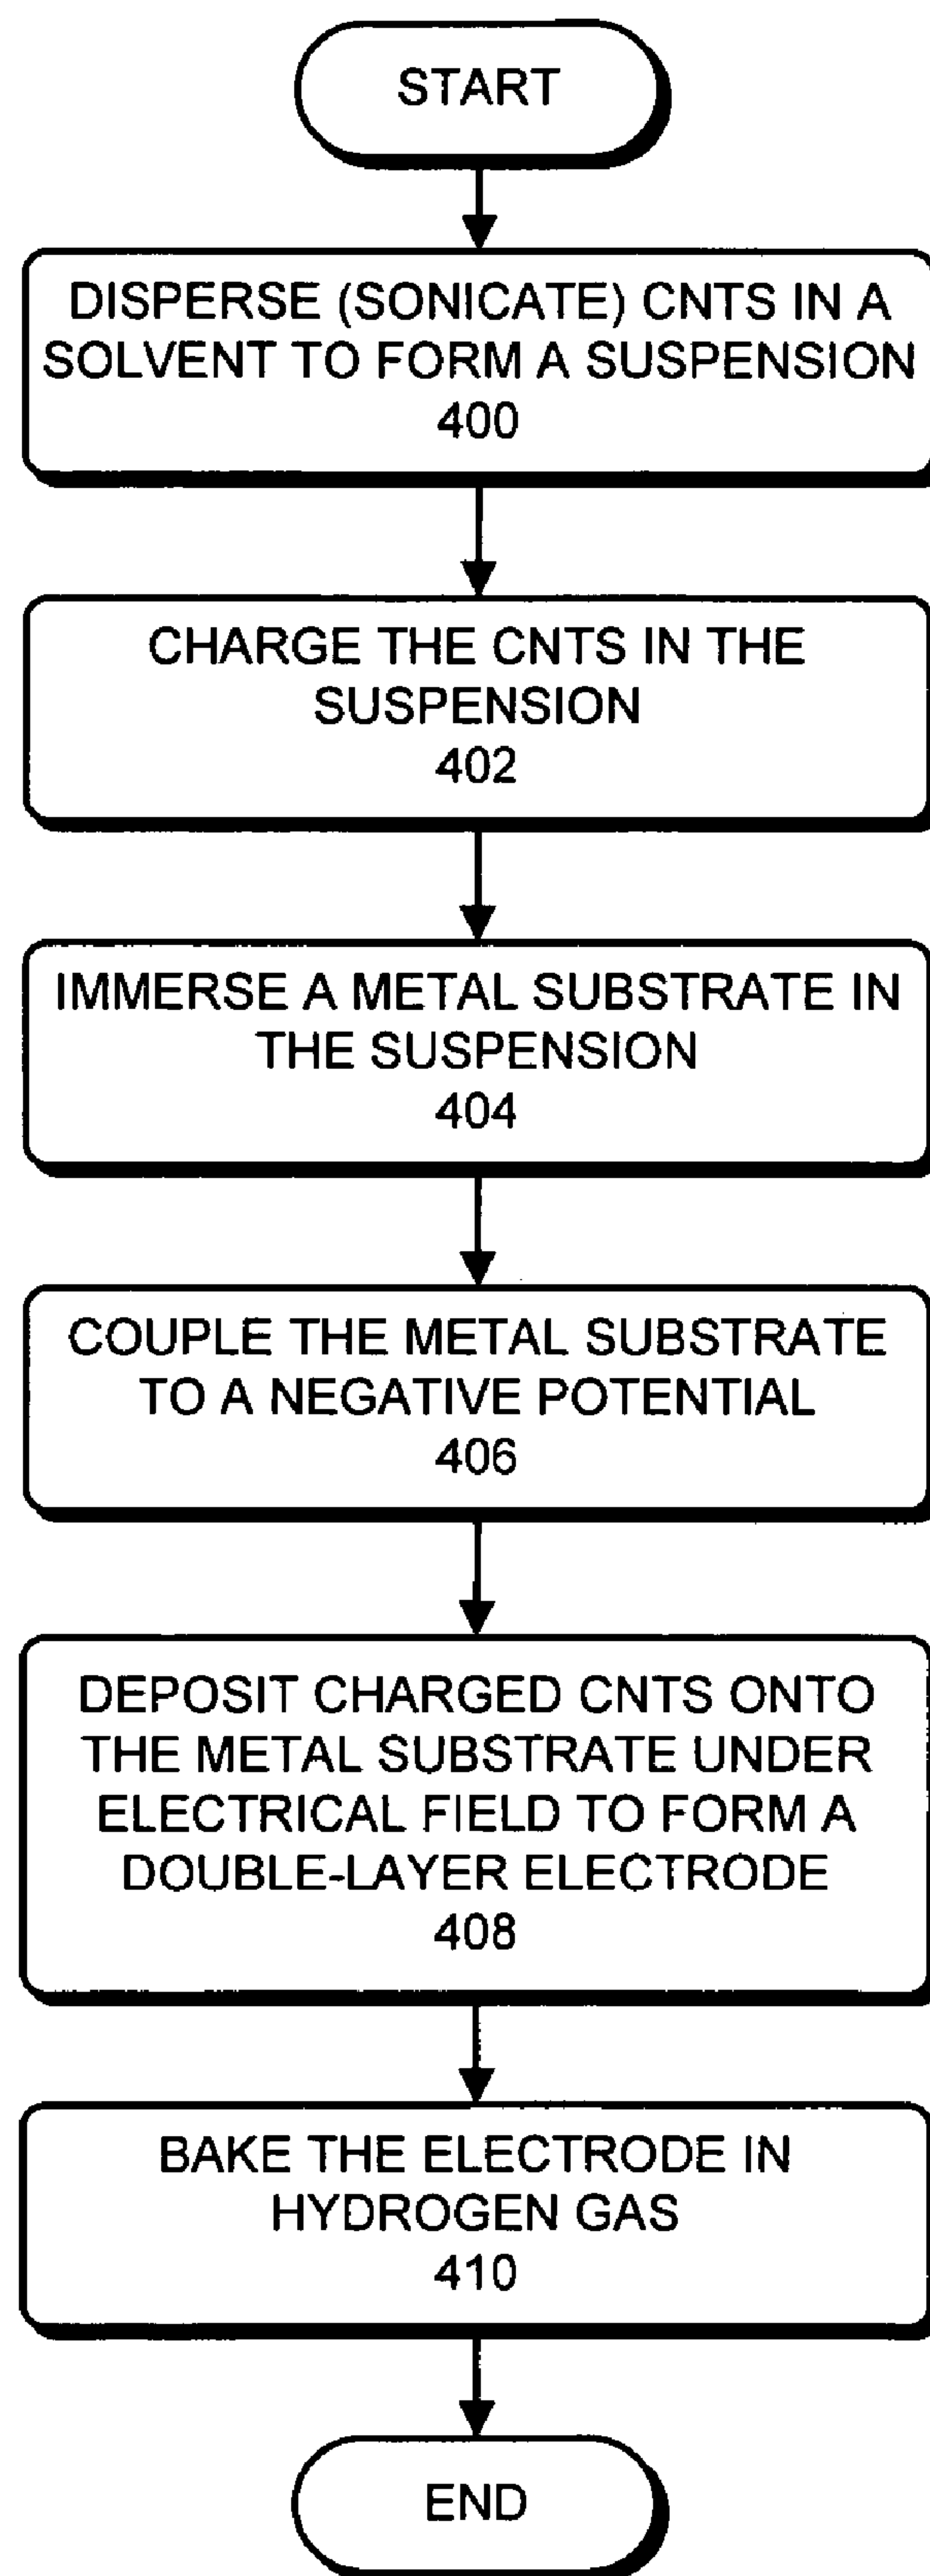 START
DISPERSE (SONICATE) CNTS IN A
SOLVENT TO FORM A SUSPENSION
400
CHARGE THE CNTS IN THE
SUSPENSION
402
IMMERSE A METAL SUBSTRATE IN
THE SUSPENSION
404
COUPLE THE METAL SUBSTRATE
TO A NEGATIVE POTENTIAL
406
DEPOSIT CHARGED CNTS ONTO
THE METAL SUBSTRATE UNDER
ELECTRICAL FIELD TO FORM A
DOUBLE-LAYER ELECTRODE
408
BAKE THE ELECTRODE IN
HYDROGEN GAS
410
END